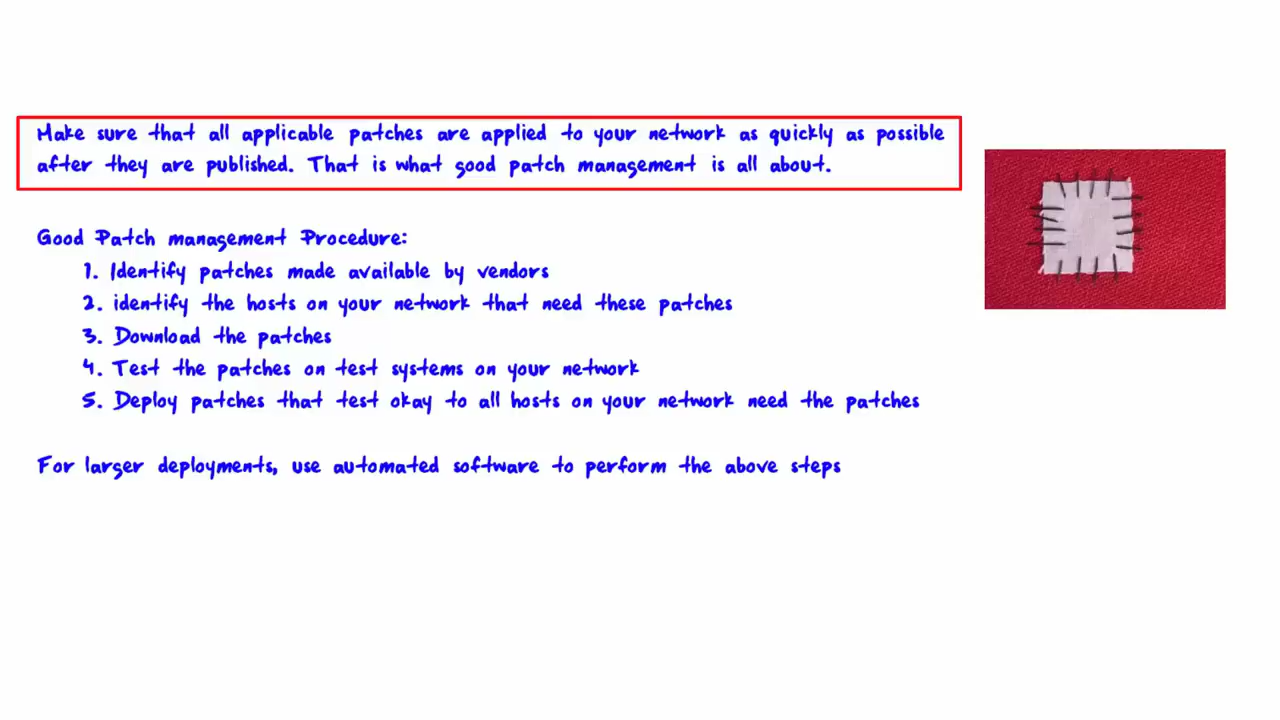 Make sure that all applicable patches are applied to your network as quickly as possible
after they are published. That is what good patch management is all about.
Good Patch management Procedure:
1. Identify patches made available by vendors
2. identify the hosts on your network that need these patches
3. Download the patches
4. Test the patches on test systems on your network
5. Deploy patches that test okay to all hosts on your network need the patches
For larger deployments, use automated software to perform the above steps